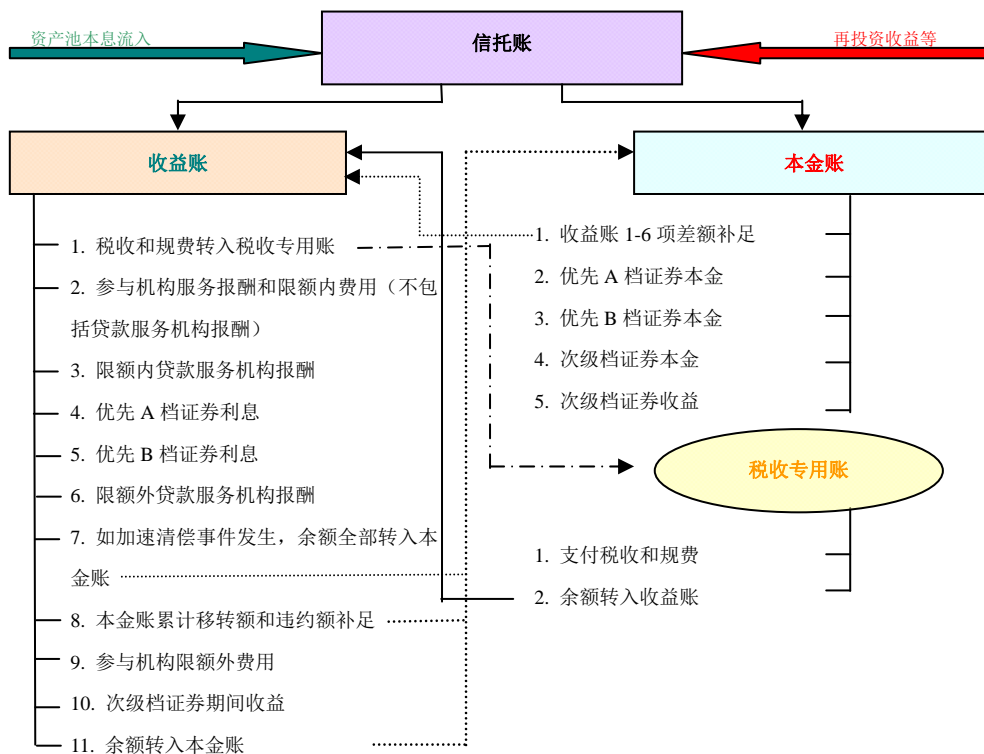 资产池本息流入
信托账
再投资收益等
收益账
本金账
1. 税收和规费转入税收专用账
2. 参与机构服务报酬和限额内费用（不包
括贷款服务机构报酬）
3. 限额内贷款服务机构报酬
4. 优先 A 档证券利息
5. 优先 B 档证券利息
6. 限额外贷款服务机构报酬
7. 如加速清偿事件发生，余额全部转入本
金账
8. 本金账累计移转额和违约额补足
9. 参与机构限额外费用
10. 次级档证券期间收益
11. 余额转入本金账
1. 收益账 1-6 项差额补足
2. 优先 A 档证券本金
3. 优先 B 档证券本金
4. 次级档证券本金
5. 次级档证券收益
税收专用账
1. 支付税收和规费
2. 余额转入收益账